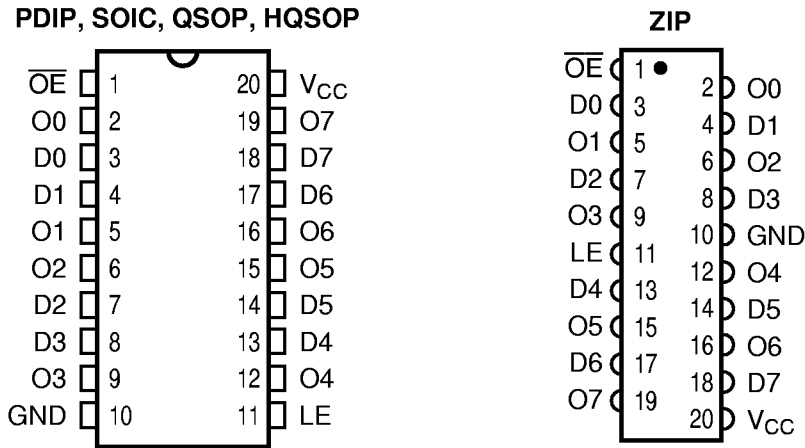 PDIP, SOIC, QSOP, HQSOP
OE 1 20 VCC
O0 2 19 O7
D0 3 18 D7
D1 4 17 D6
O1 5 16 O6
O2 6 15 O5
D2 7 14 D5
D3 8 13 D4
O3 9 12 O4
GND 10 11 LE
ZIP
OE 1
2 O0
D0 3
4 D1
O1 5
6 O2
D2 7
8 D3
O3 9
10 GND
LE 11
12 O4
D4 13
14 D5
O5 15
16 O6
D6 17
18 D7
O7 19
20 VCC